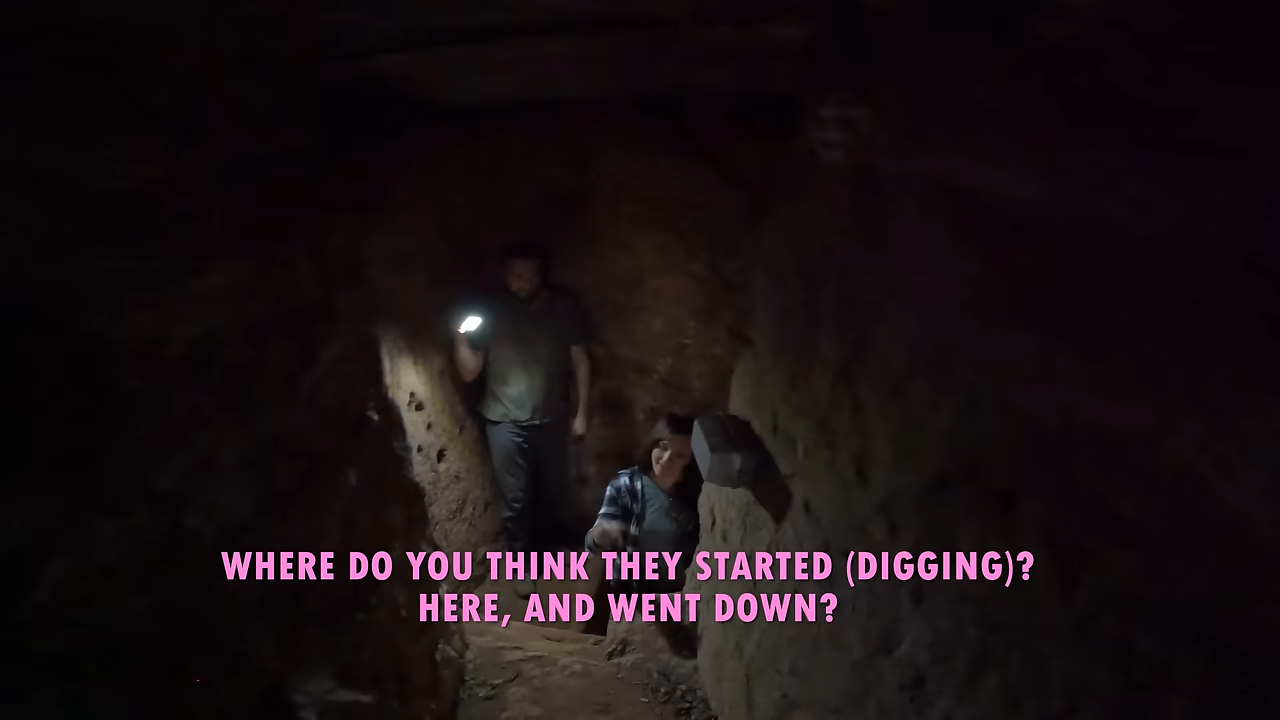 WHERE DO YOU THINK THEY STARTED (DIGGING)?
HERE, AND WENT DOWN?